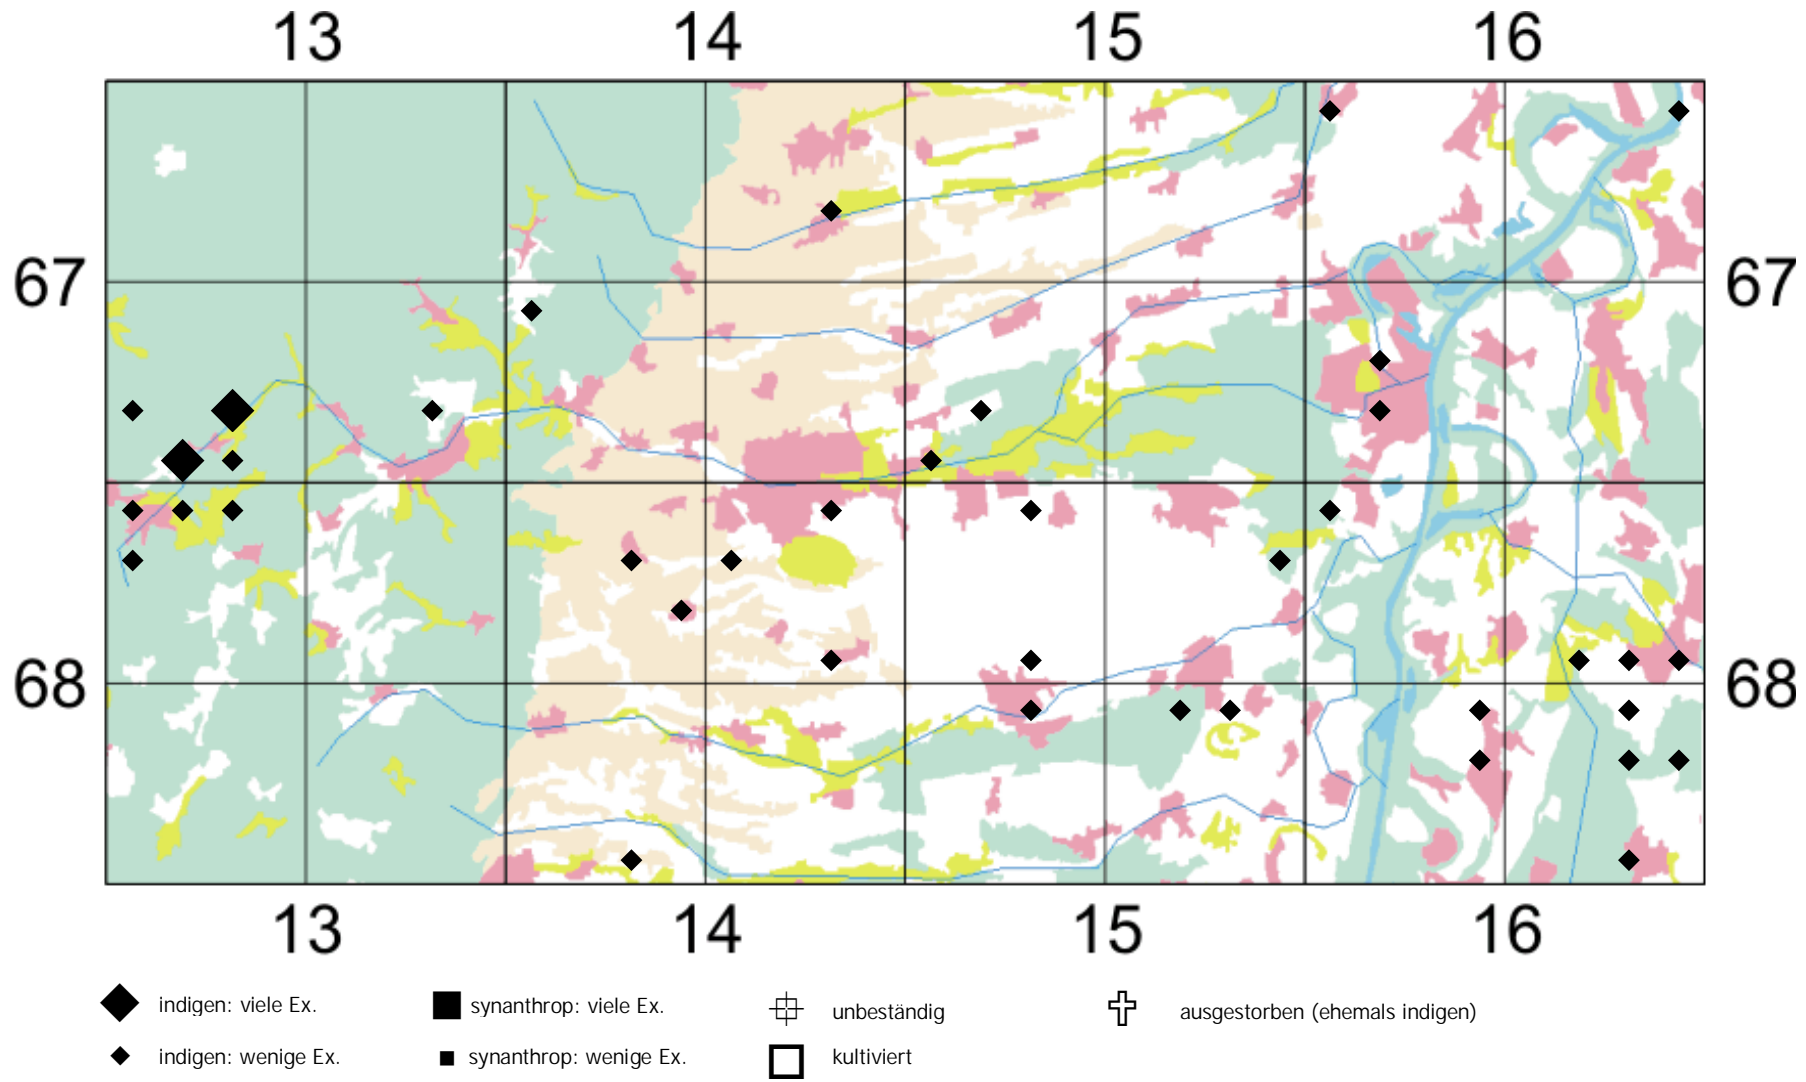 13 14 15 16
67 67
68 68
13 14 15 16
indigen: viele Ex. synanthrop: viele Ex. unbeständig ausgestorben (ehemals indigen)
indigen: wenige Ex. synanthrop: wenige Ex. kultiviert